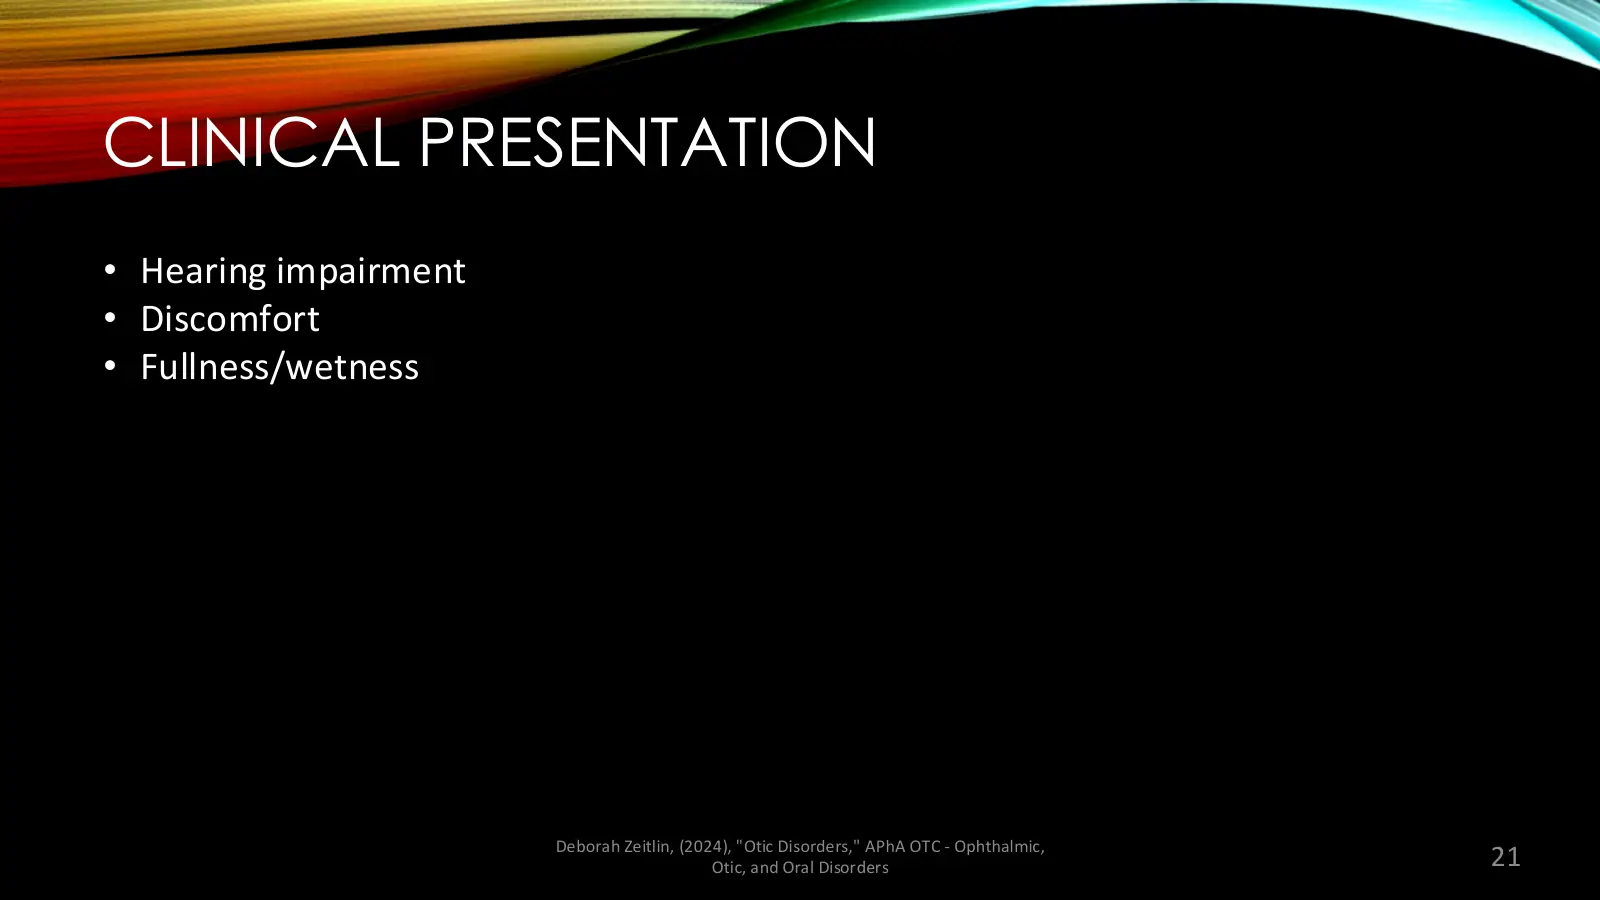 CLINICAL PRESENTATION
• Hearing impairment
• Discomfort
• Fullness/wetness
Deborah Zeitlin, (2024), "Otic Disorders," APhA OTC - Ophthalmic,
Otic, and Oral Disorders
21